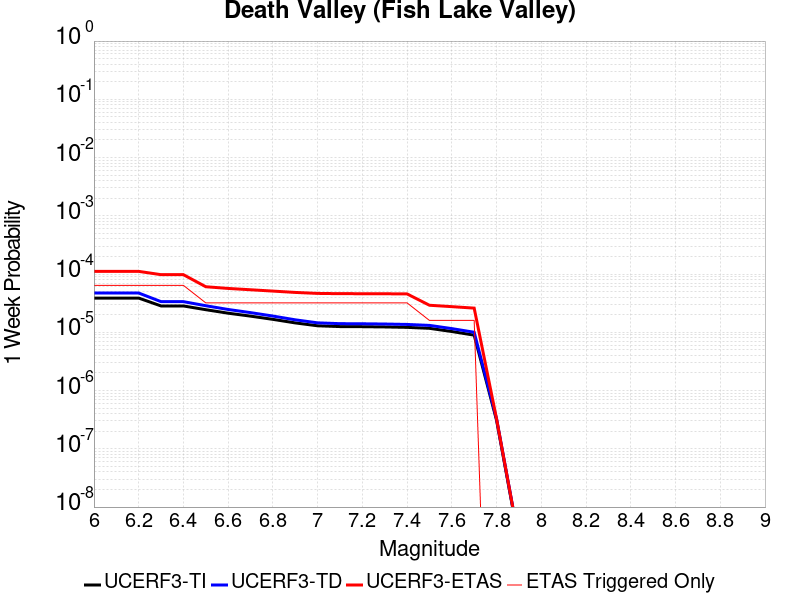 Death Valley (Fish Lake Valley)
10^0
10^-1
10^-2
10^-3
10^-4
10^-5
10^-6
10^-7
10^-8
1 Week Probability
6 6.2 6.4 6.6 6.8 7 7.2 7.4 7.6 7.8 8 8.2 8.4 8.6 8.8 9
Magnitude
UCERF3-TI UCERF3-TD UCERF3-ETAS ETAS Triggered Only